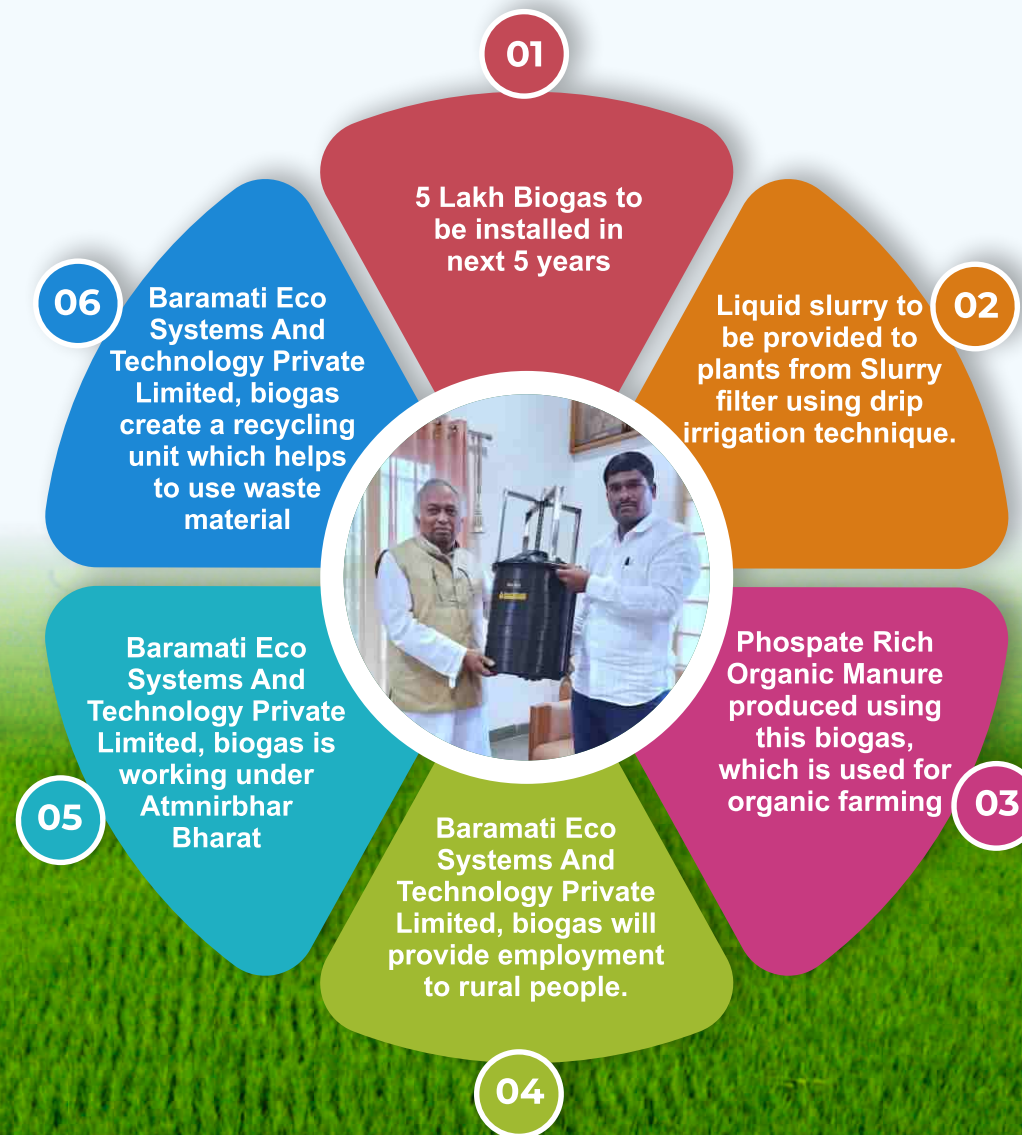 01
5 Lakh Biogas to
be installed in
next 5 years
02
Liquid slurry to
be provided to
plants from Slurry
filter using drip
irrigation technique.
Phospate Rich
Organic Manure
produced using
this biogas,
which is used for
organic farming
03
Baramati Eco
Systems And
Technology Private
Limited, biogas will
provide employment
to rural people.
04
Baramati Eco
Systems And
Technology Private
Limited, biogas is
working under
Atmnirbhar
Bharat
05
06
Baramati Eco
Systems And
Technology Private
Limited, biogas
create a recycling
unit which helps
to use waste
material